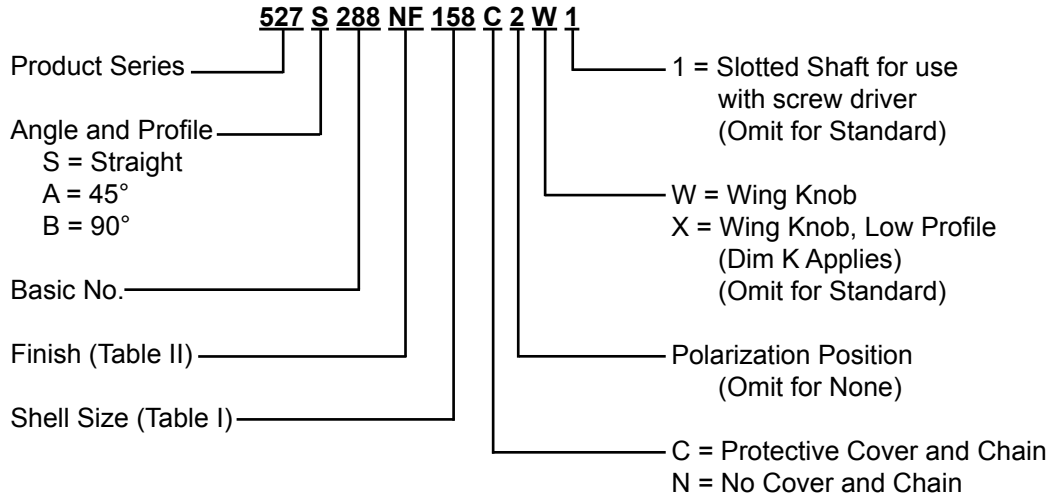 527 S 288 NF 158 C 2 W 1
Product Series
Angle and Profile
S = Straight
A = 45°
B = 90°
Basic No.
Finish (Table II)
Shell Size (Table I)
1 = Slotted Shaft for use
with screw driver
(Omit for Standard)
W = Wing Knob
X = Wing Knob, Low Profile
(Dim K Applies)
(Omit for Standard)
Polarization Position
(Omit for None)
C = Protective Cover and Chain
N = No Cover and Chain